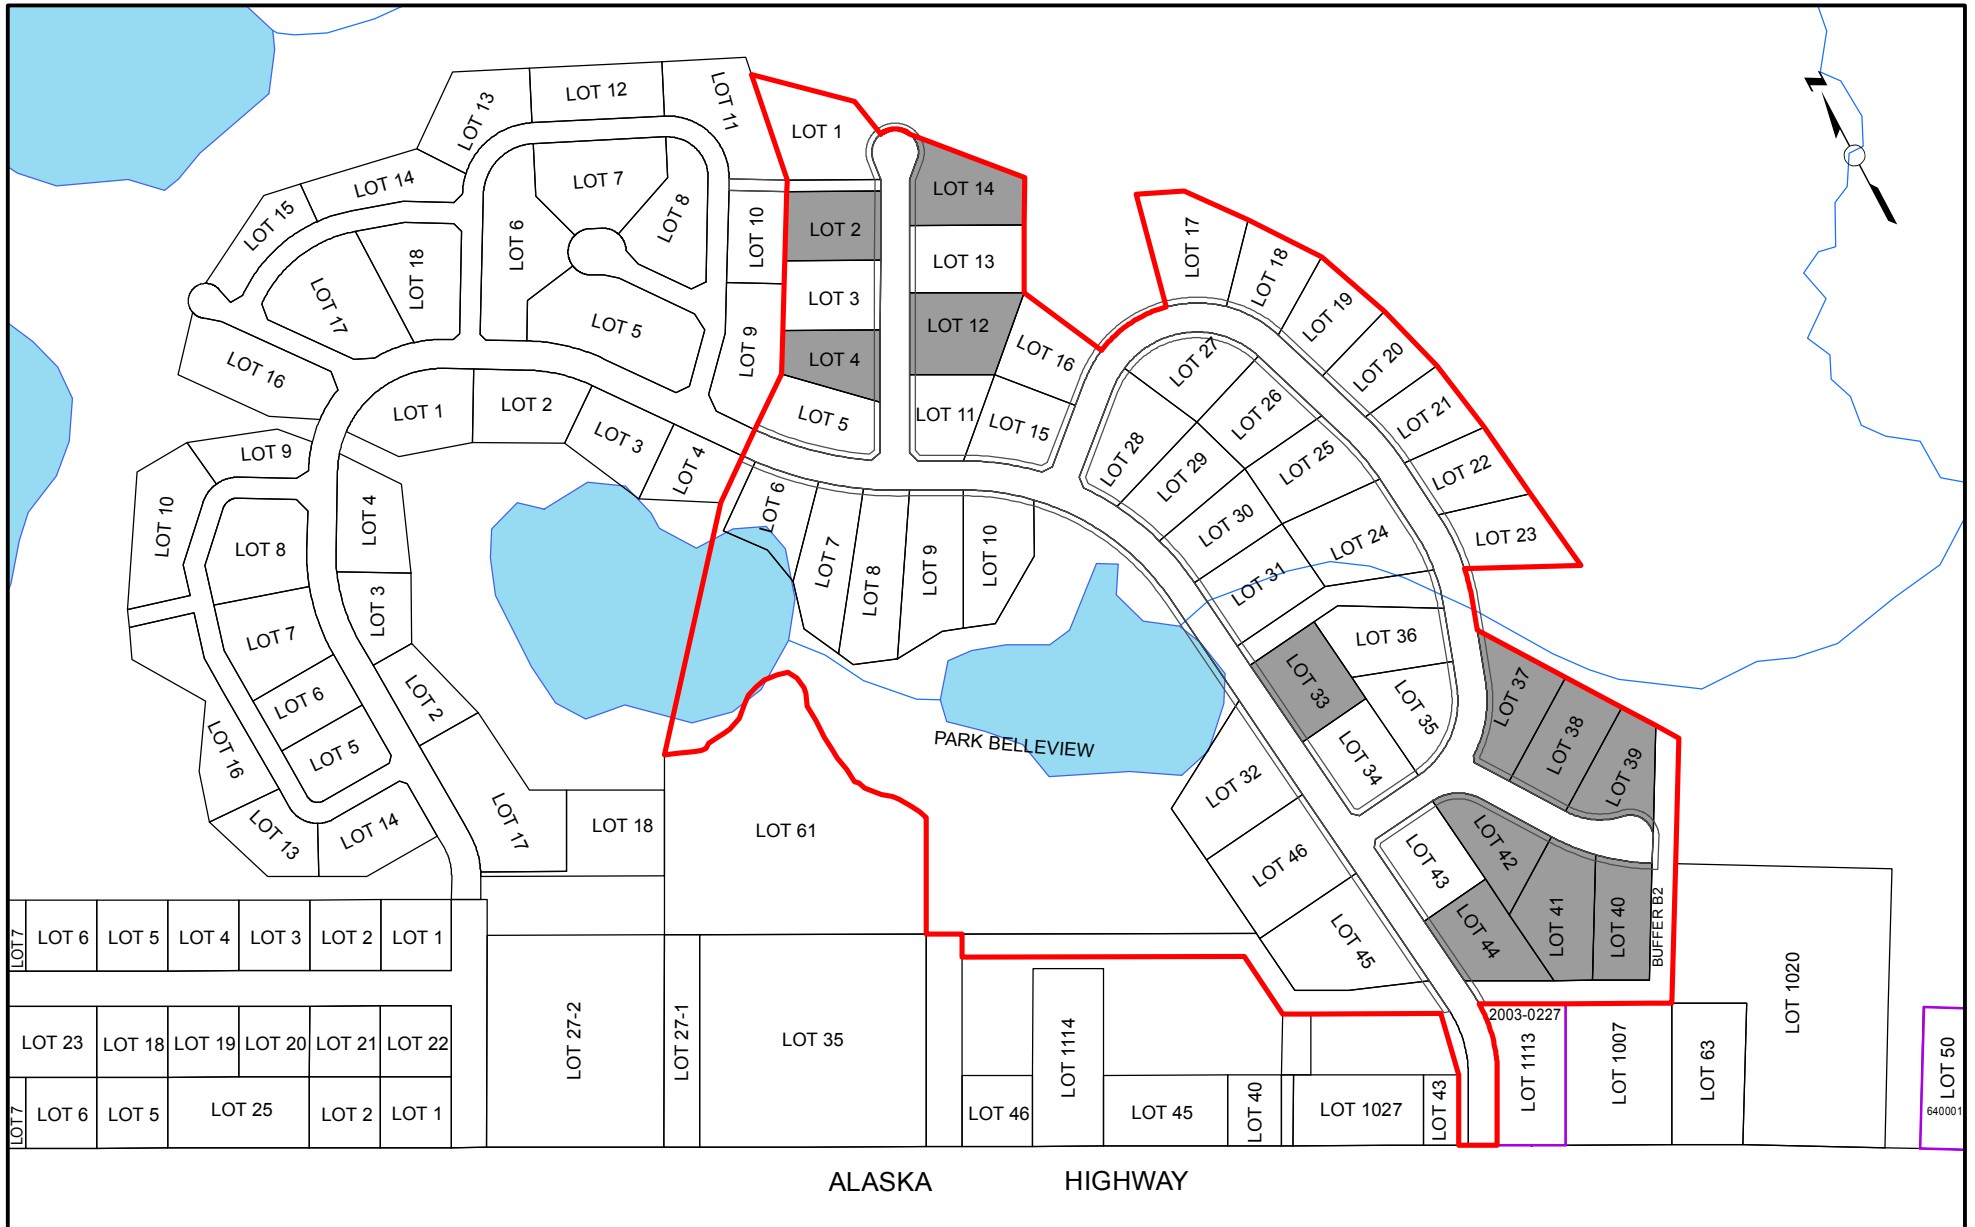 LOT 12
LOT 13
LOT 11
LOT 1
LOT 14
LOT 7
LOT 8
LOT 14
LOT 15
LOT 6
LOT 10
LOT 2
LOT 13
LOT 17
LOT 18
LOT 18
LOT 17
LOT 3
LOT 12
LOT 19
LOT 5
LOT 9
LOT 4
LOT 16
LOT 27
LOT 20
LOT 16
LOT 1
LOT 2
LOT 3
LOT 4
LOT 5
LOT 11
LOT 15
LOT 26
LOT 21
LOT 9
LOT 28
LOT 29
LOT 25
LOT 22
LOT 10
LOT 4
LOT 6
LOT 7
LOT 8
LOT 9
LOT 10
LOT 30
LOT 24
LOT 23
LOT 8
LOT 3
LOT 31
LOT 7
LOT 36
LOT 33
LOT 35
LOT 37
LOT 38
LOT 39
LOT 6
LOT 2
LOT 5
LOT 16
PARK BELLEVIEW
LOT 34
LOT 32
LOT 13
LOT 14
LOT 17
LOT 18
LOT 61
LOT 46
LOT 43
LOT 42
LOT 41
LOT 40
BUFFER B2
LOT 44
LOT 45
LOT 7
LOT 6
LOT 5
LOT 4
LOT 3
LOT 2
LOT 1
LOT 1020
2003-0227
LOT 23
LOT 18
LOT 19
LOT 20
LOT 21
LOT 22
LOT 27-2
LOT 27-1
LOT 35
LOT 1114
LOT 1113
LOT 1007
LOT 63
LOT 50
640001
LOT 7
LOT 6
LOT 5
LOT 25
LOT 2
LOT 1
LOT 46
LOT 45
LOT 40
LOT 1027
LOT 43
ALASKA HIGHWAY
N